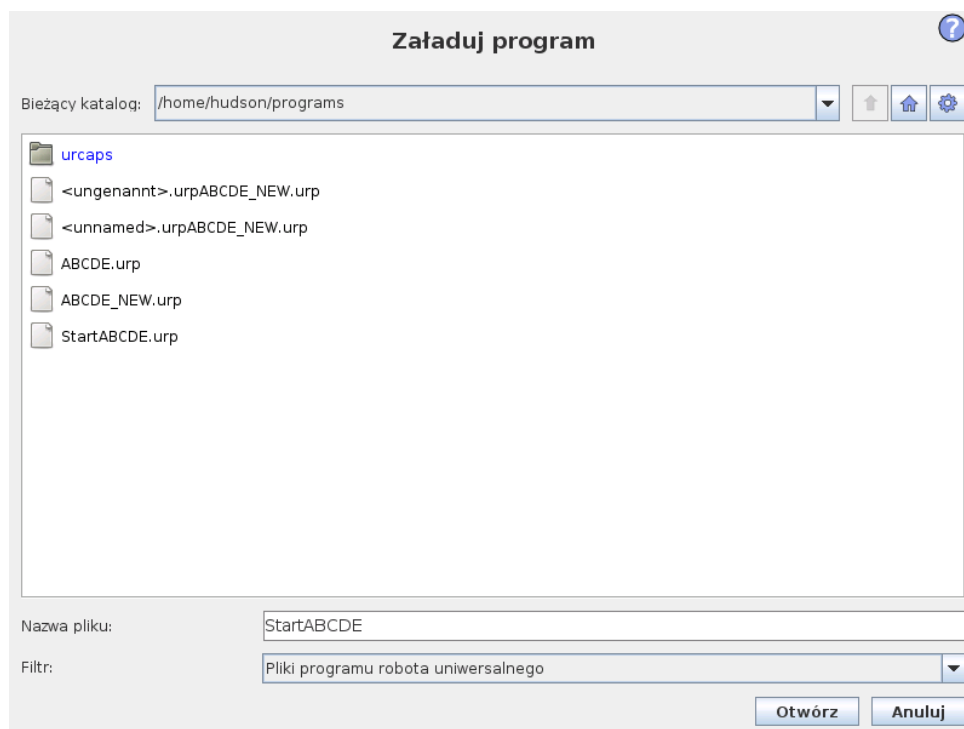 Załaduj program
?
Bieżący katalog: /home/hudson/programs
urcaps
<ungenannt>.urpABCDE_NEW.urp
<unnamed>.urpABCDE_NEW.urp
ABCDE.urp
ABCDE_NEW.urp
StartABCDE.urp
Nazwa pliku: StartABCDE
Filtr: Pliki programu robota uniwersalnego
Otwórz Anuluj